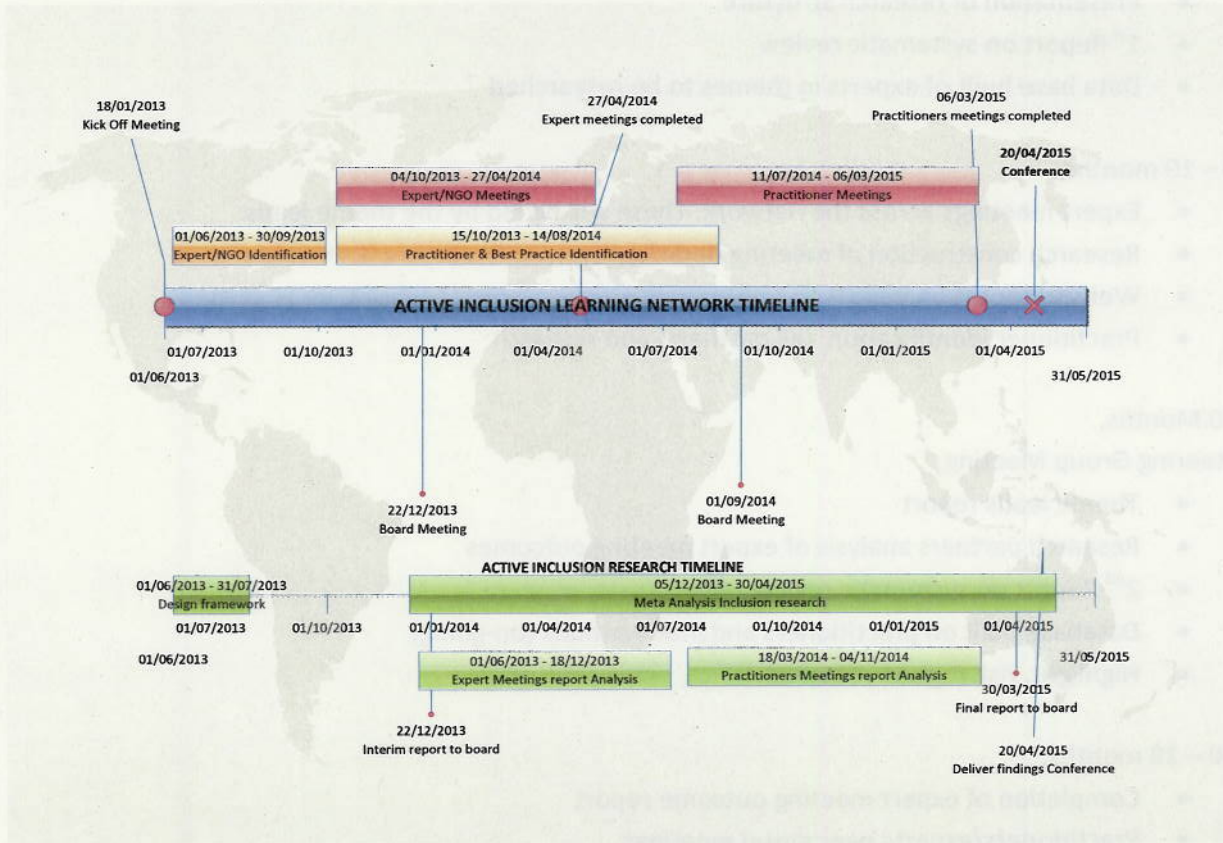 18/01/2013
Kick Off Meeting
27/04/2014
Expert meetings completed
06/03/2015
Practitioners meetings completed
20/04/2015
Conference
04/10/2013 - 27/04/2014
Expert/NGO Meetings
11/07/2014 - 06/03/2015
Practitioner Meetings
01/06/2013 - 30/09/2013
Expert/NGO Identification
15/10/2013 - 14/08/2014
Practitioner & Best Practice Identification
ACTIVE INCLUSION LEARNING NETWORK TIMELINE
01/07/2013
01/10/2013
01/01/2014
01/04/2014
01/07/2014
01/10/2014
01/01/2015
01/04/2015
01/06/2013
31/05/2015
22/12/2013
Board Meeting
01/09/2014
Board Meeting
ACTIVE INCLUSION RESEARCH TIMELINE
01/06/2013 - 31/07/2013
Design framework
05/12/2013 - 30/04/2015
Meta Analysis Inclusion research
01/07/2013
01/10/2013
01/01/2014
01/04/2014
01/07/2014
01/10/2014
01/01/2015
01/04/2015
01/06/2013
31/05/2015
01/06/2013 - 18/12/2013
Expert Meetings report Analysis
18/03/2014 - 04/11/2014
Practitioners Meetings report Analysis
30/03/2015
Final report to board
22/12/2013
Interim report to board
20/04/2015
Deliver findings Conference